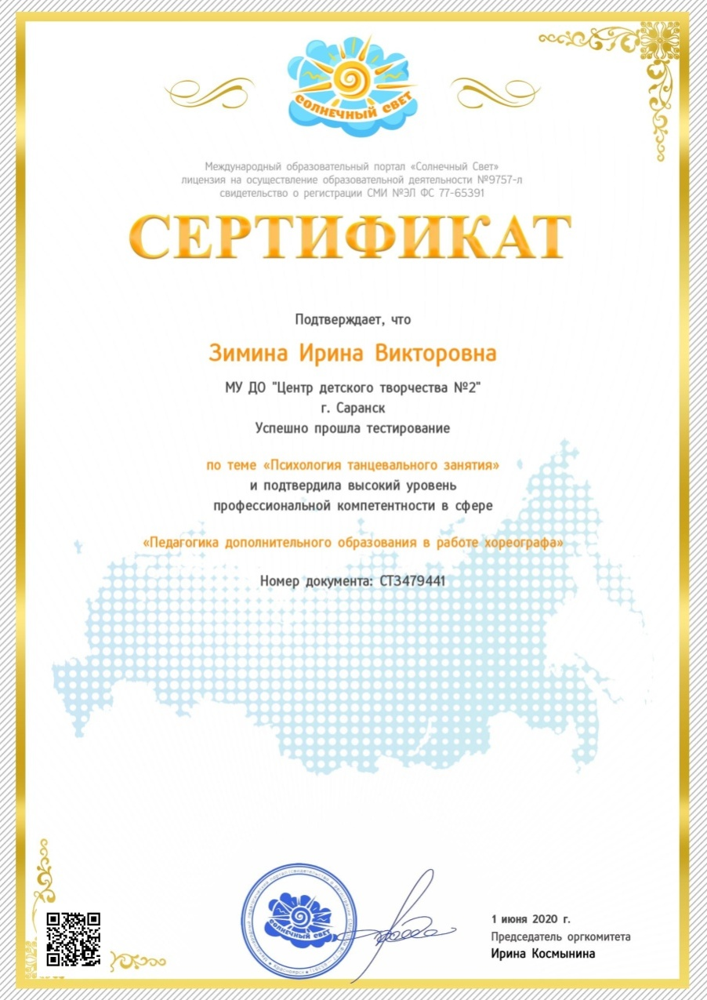 СОЛНЕЧНЫЙ СВЕТ
Международный образовательный портал «Солнечный Свет»
лицензия на осуществление образовательной деятельности №9757-л
свидетельство о регистрации СМИ №ЭЛ ФС 77-65391
СЕРТИФИКАТ
Подтверждает, что
Зимина Ирина Викторовна
МУ ДО "Центр детского творчества №2"
г. Саранск
Успешно прошла тестирование
по теме «Психология танцевального занятия»
и подтвердила высокий уровень
профессиональной компетентности в сфере
«Педагогика дополнительного образования в работе хореографа»
Номер документа: СТ3479441
СОЛНЕЧНЫЙ СВЕТ
1 июня 2020 г.
Председатель оргкомитета
Ирина Космынина